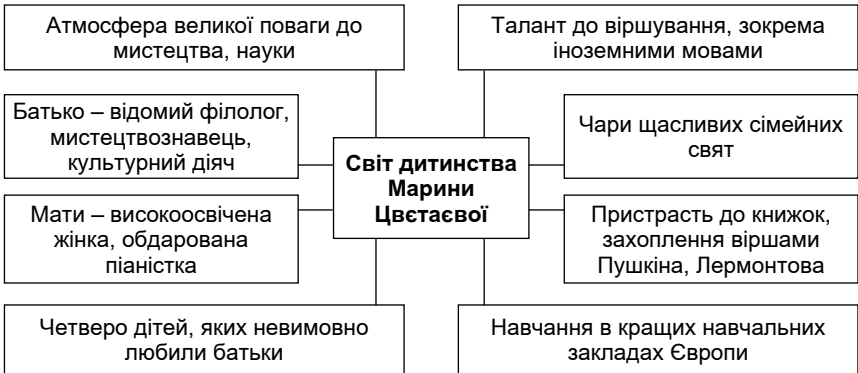 Атмосфера великої поваги до
мистецтва, науки
Талант до віршування, зокрема
іноземними мовами
Батько – відомий філолог,
мистецтвознавець,
культурний діяч
Чари щасливих сімейних
свят
Світ дитинства
Марини
Цвєтаєвої
Мати – високоосвічена
жінка, обдарована
піаністка
Пристрасть до книжок,
захоплення віршами
Пушкіна, Лермонтова
Четверо дітей, яких невимовно
любили батьки
Навчання в кращих навчальних
закладах Європи